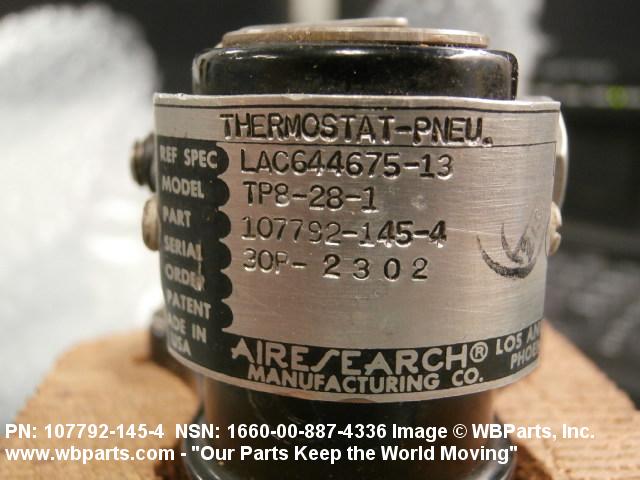 THERMOSTAT-PNEU.
REF SPEC LAC644675-13
MODEL TP8-28-1
PART 107792-145-4
SERIAL 30P-2302
ORDER
PATENT
MADE IN
USA
AIRESEARCH®
MANUFACTURING CO.
LOS AN
PHOE
PN: 107792-145-4 NSN: 1660-00-887-4336 Image © WBParts, Inc.
www.wbparts.com - "Our Parts Keep the World Moving"